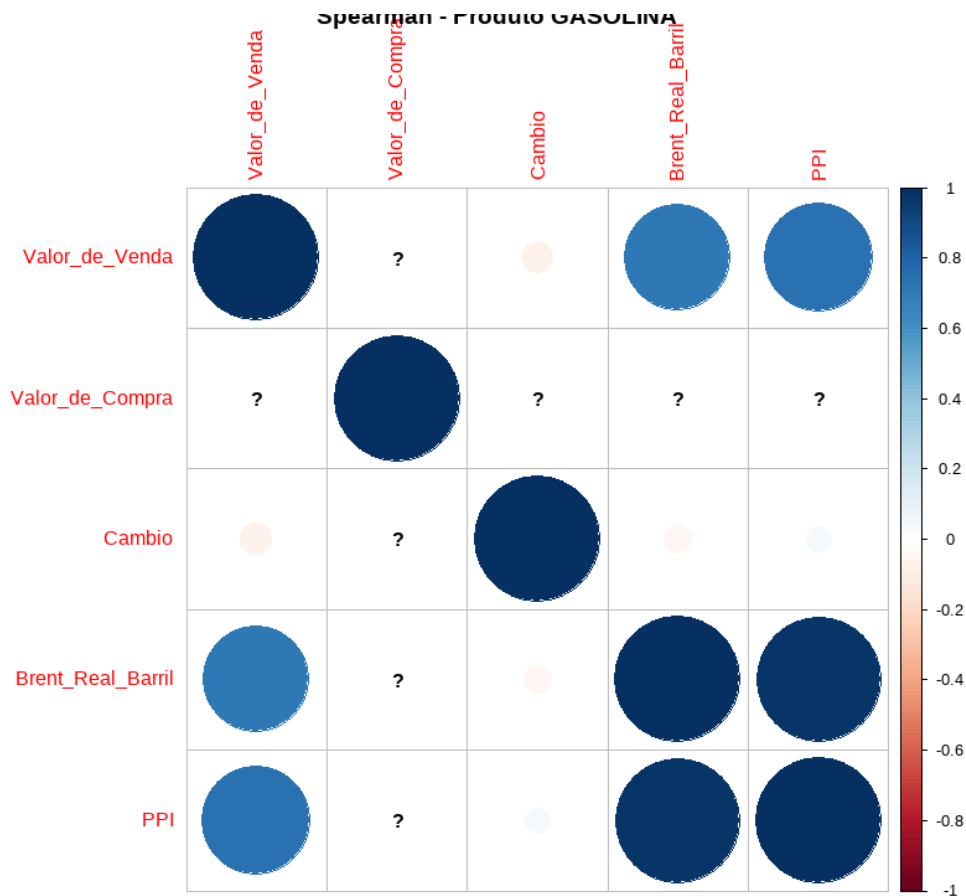 Spearman - Produto GASOLINA
Valor_de_Venda
Valor_de_Compra
Cambio
Brent_Real_Barril
PPI
Valor_de_Venda
?
Valor_de_Compra
?
?
?
?
Cambio
?
Brent_Real_Barril
?
PPI
?
1
0.8
0.6
0.4
0.2
0
-0.2
-0.4
-0.6
-0.8
-1